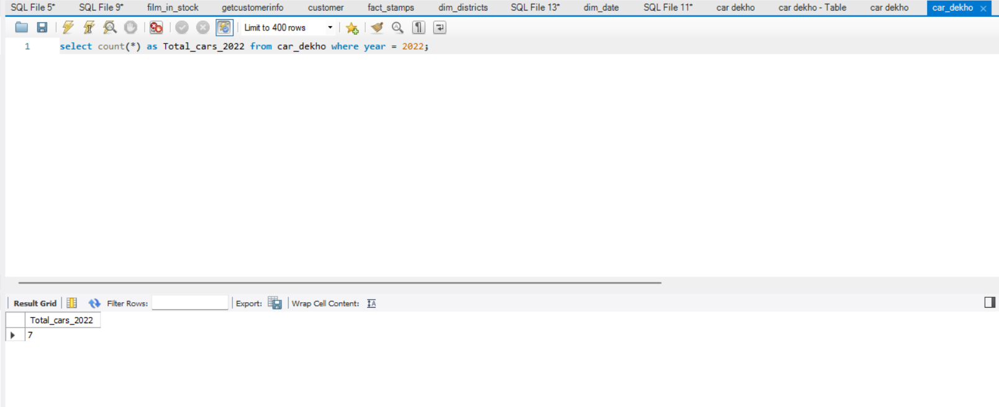 SQL File 5* SQL File 9* film_in_stock getcustomerinfo customer fact_stamps dim_districts SQL File 13* dim_date SQL File 11* car dekho car dekho - Table car dekho car_dekho
Limit to 400 rows
1 select count(*) as Total_cars_2022 from car_dekho where year = 2022;
Result Grid Filter Rows: Export: Wrap Cell Content:
Total_cars_2022
7